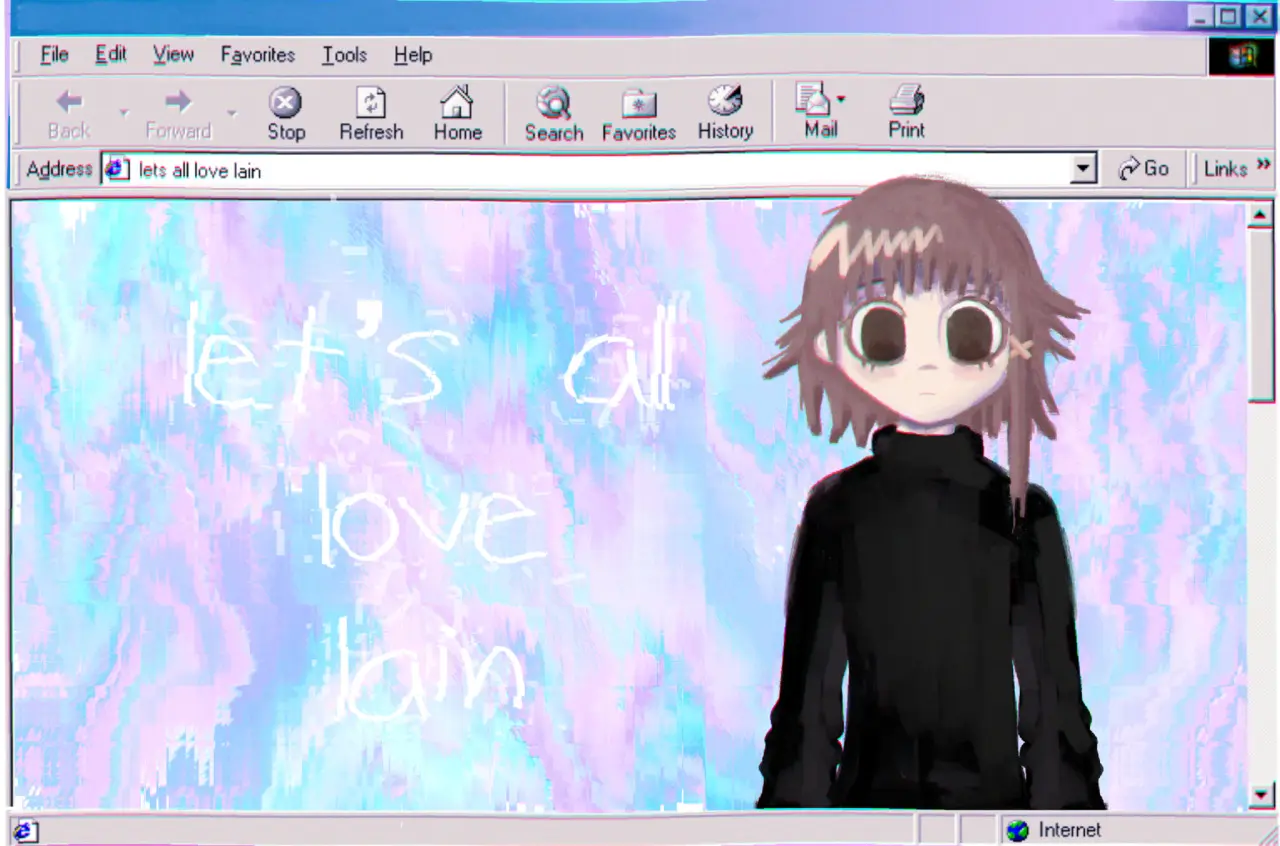 File Edit View Favorites Tools Help
Back Forward Stop Refresh Home Search Favorites History Mail Print
Address lets all love lain Go Links »
let's all
love
lain
Internet